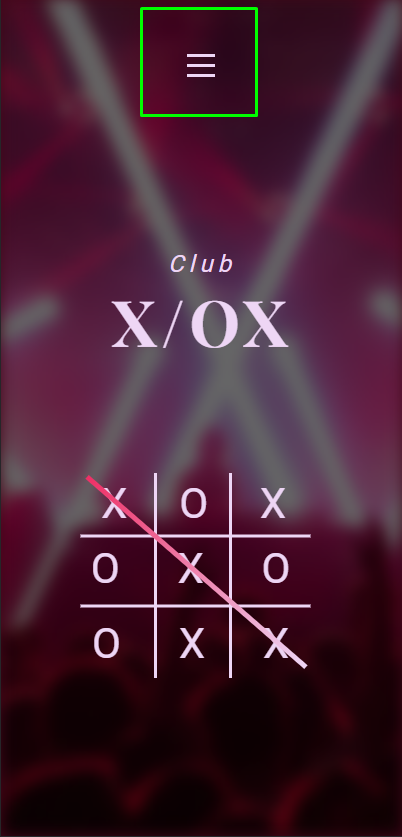 Club
X/OX
X O X
O X O
O X X